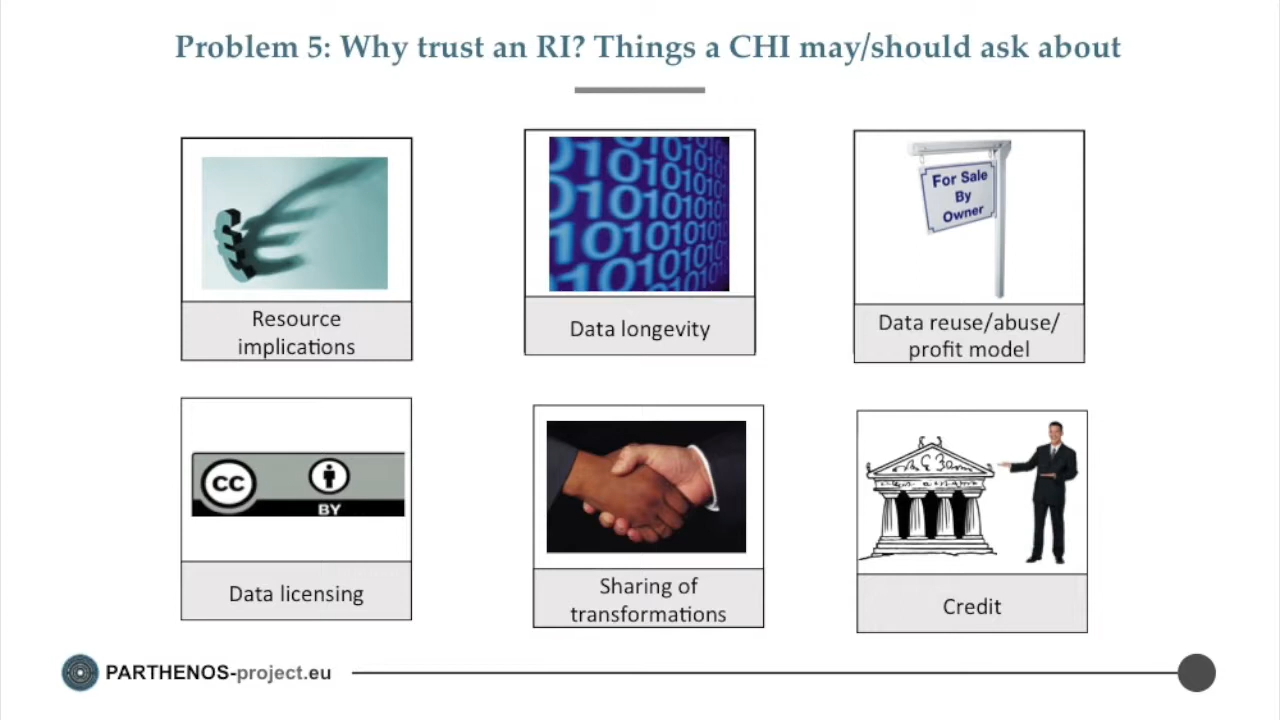 Problem 5: Why trust an RI? Things a CHI may/should ask about
For Sale
By
Owner
Resource
implications
Data longevity
Data reuse/abuse/
profit model
cc
BY
Data licensing
Sharing of
transformations
Credit
PARTHENOS-project.eu